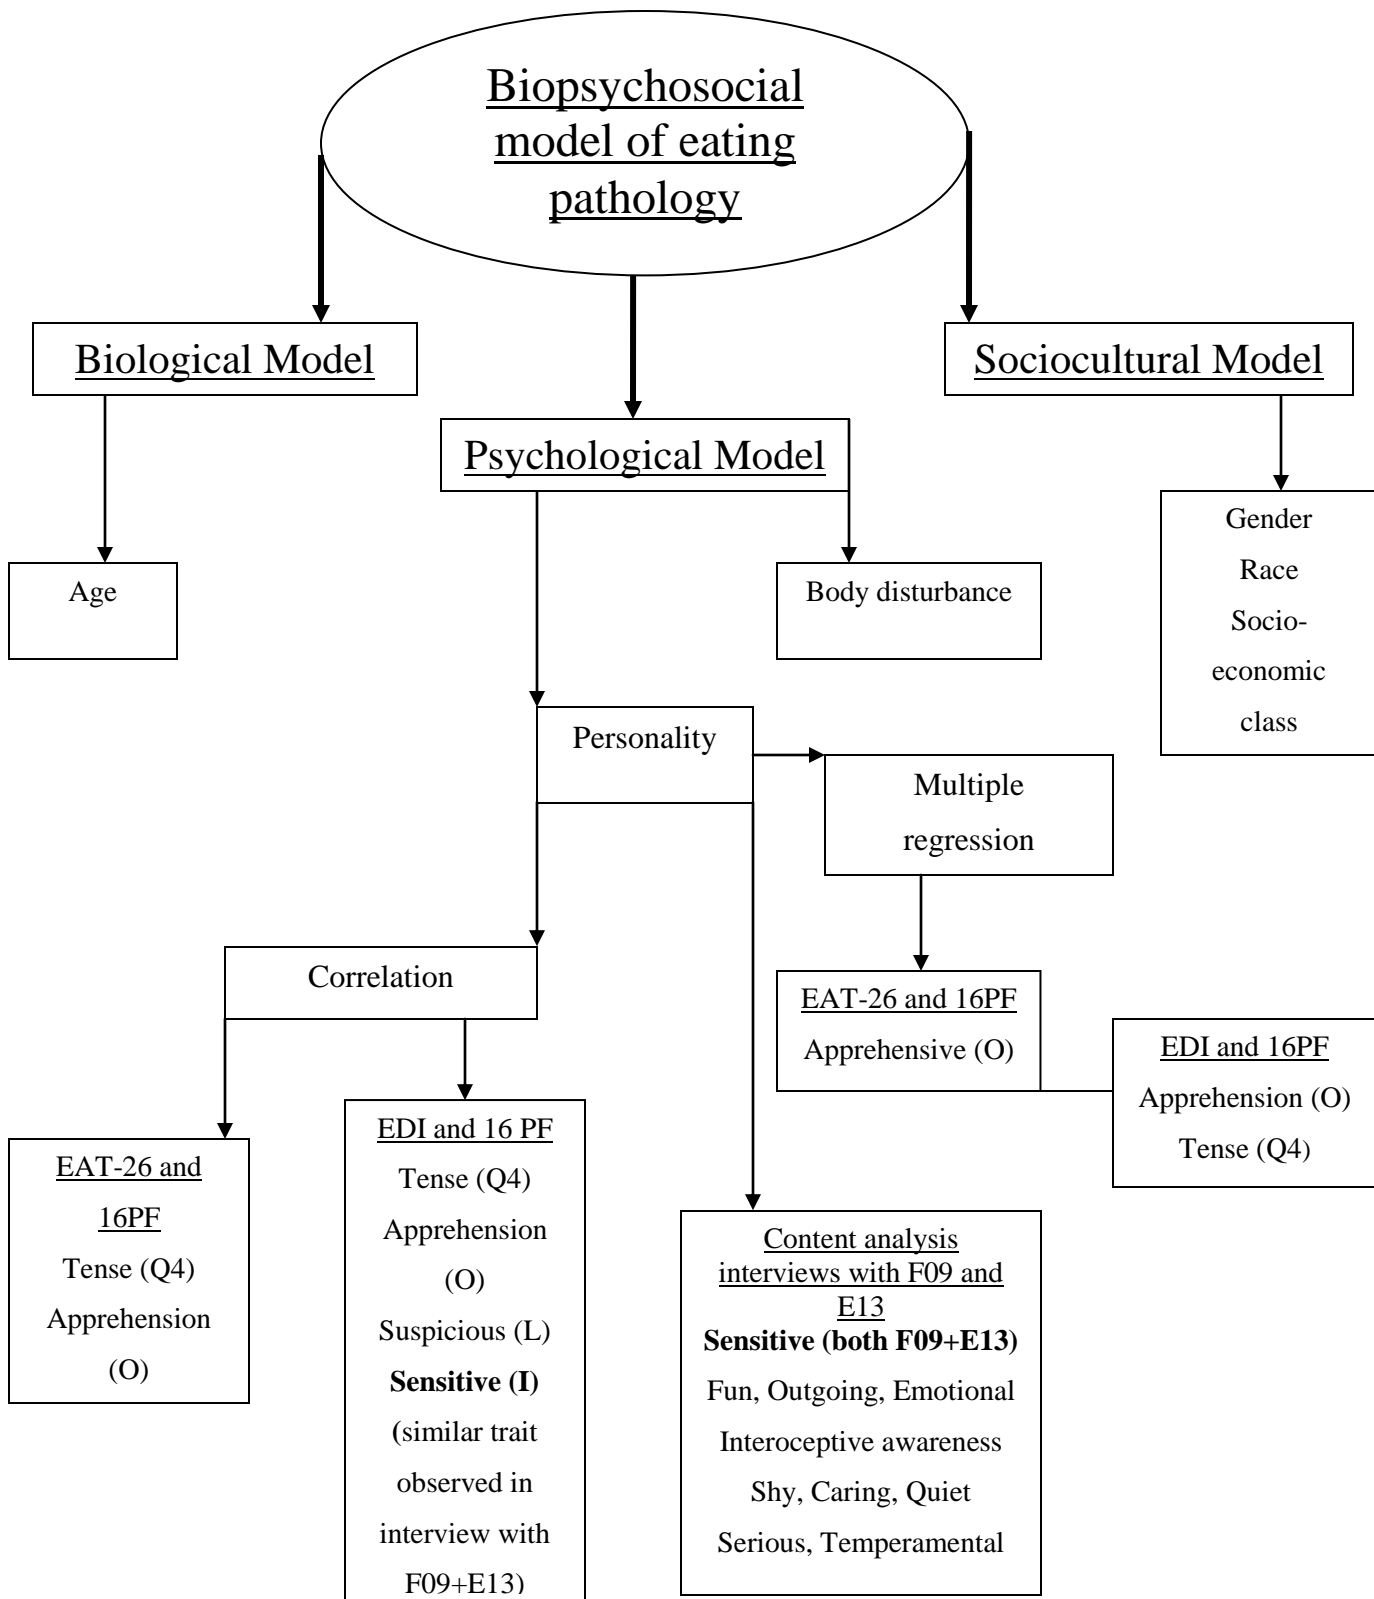 Biopsychosocial
model of eating
pathology
Biological Model
Sociocultural Model
Psychological Model
Age
Body disturbance
Gender
Race
Socio-
economic
class
Personality
Multiple
regression
Correlation
EAT-26 and 16PF
Apprehensive (O)
EDI and 16PF
Apprehension (O)
Tense (Q4)
EAT-26 and
16PF
Tense (Q4)
Apprehension
(O)
EDI and 16 PF
Tense (Q4)
Apprehension
(O)
Suspicious (L)
Sensitive (I)
(similar trait
observed in
interview with
F09+E13)
Content analysis
interviews with F09 and
E13
Sensitive (both F09+E13)
Fun, Outgoing, Emotional
Interoceptive awareness
Shy, Caring, Quiet
Serious, Temperamental